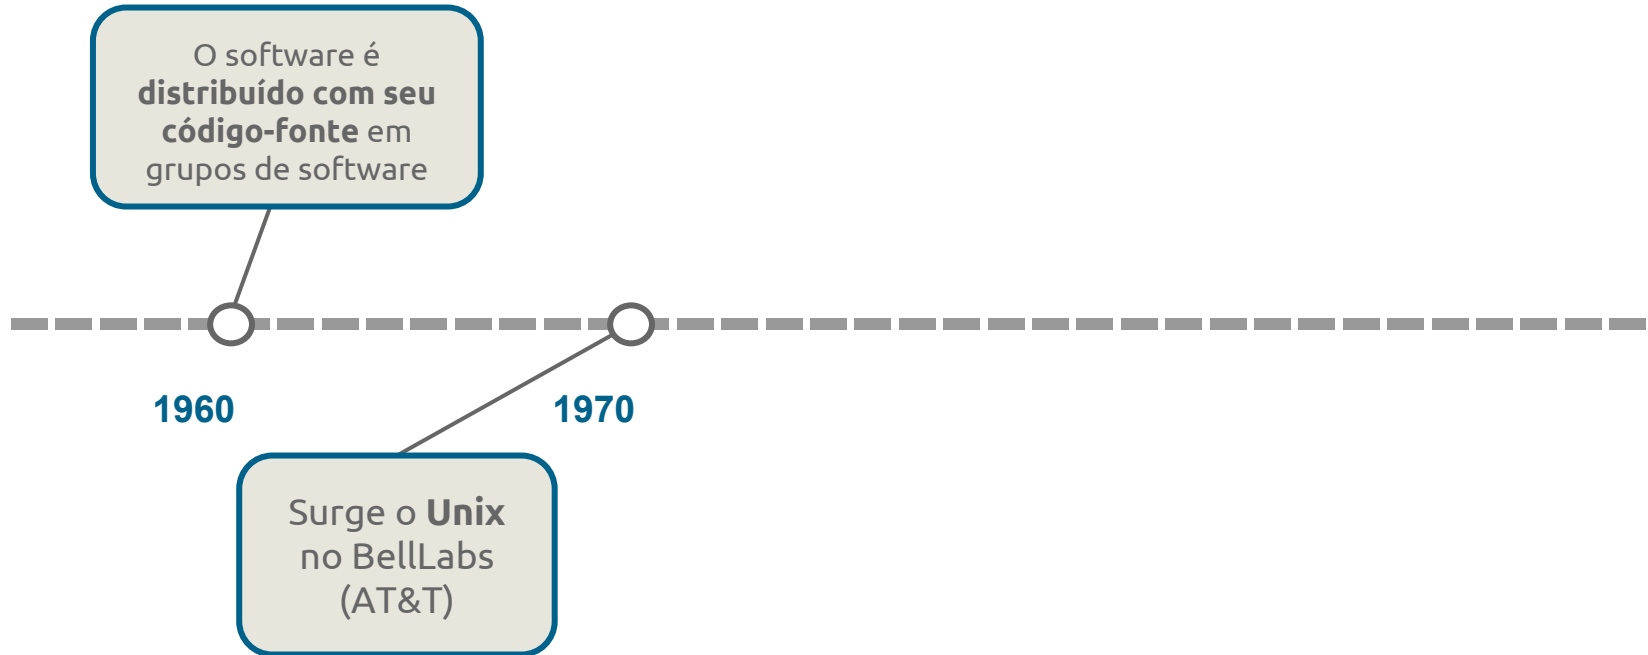 O software é
distribuído com seu
código-fonte em
grupos de software
1960
1970
Surge o Unix
no BellLabs
(AT&T)